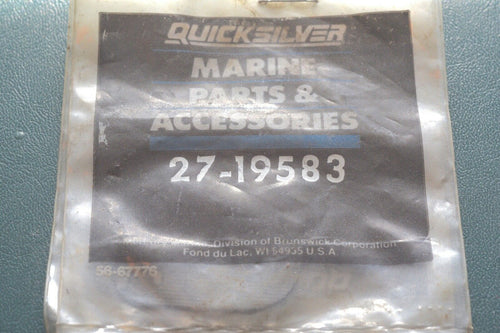 QUICKSILVER
MARINE
PARTS &
ACCESSORIES
27-19583
Division of Brunswick Corporation
Fond du Lac, WI 54935 U.S.A
56-67776